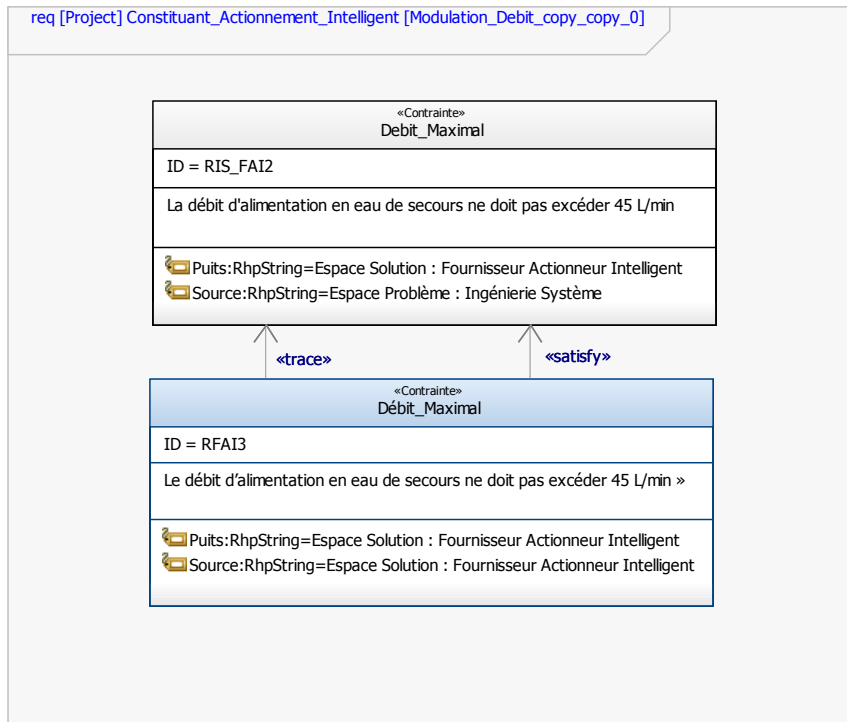 req [Project] Constituant_Actionnement_Intelligent [Modulation_Debit_copy_copy_0]
«Contrainte»
Debit_Maximal
ID = RIS_FAI2
La débit d'alimentation en eau de secours ne doit pas excéder 45 L/min
Puits:RhpString=Espace Solution : Fournisseur Actionneur Intelligent
Source:RhpString=Espace Problème : Ingénierie Système
«trace»
«satisfy»
«Contrainte»
Débit_Maximal
ID = RFAI3
Le débit d’alimentation en eau de secours ne doit pas excéder 45 L/min »
Puits:RhpString=Espace Solution : Fournisseur Actionneur Intelligent
Source:RhpString=Espace Solution : Fournisseur Actionneur Intelligent